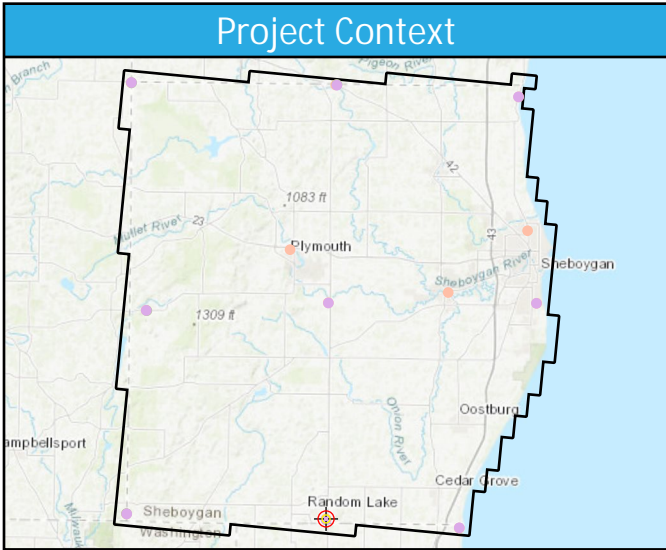 Project Context
n Branch
Pigeon River
42
1083 ft
Mullet River
23
43
Plymouth
Sheboygan
Sheboygan River
1309 ft
Onion River
Oostburg
ampbellsport
Cedar Grove
Random Lake
Sheboygan
Washington
Milwauk